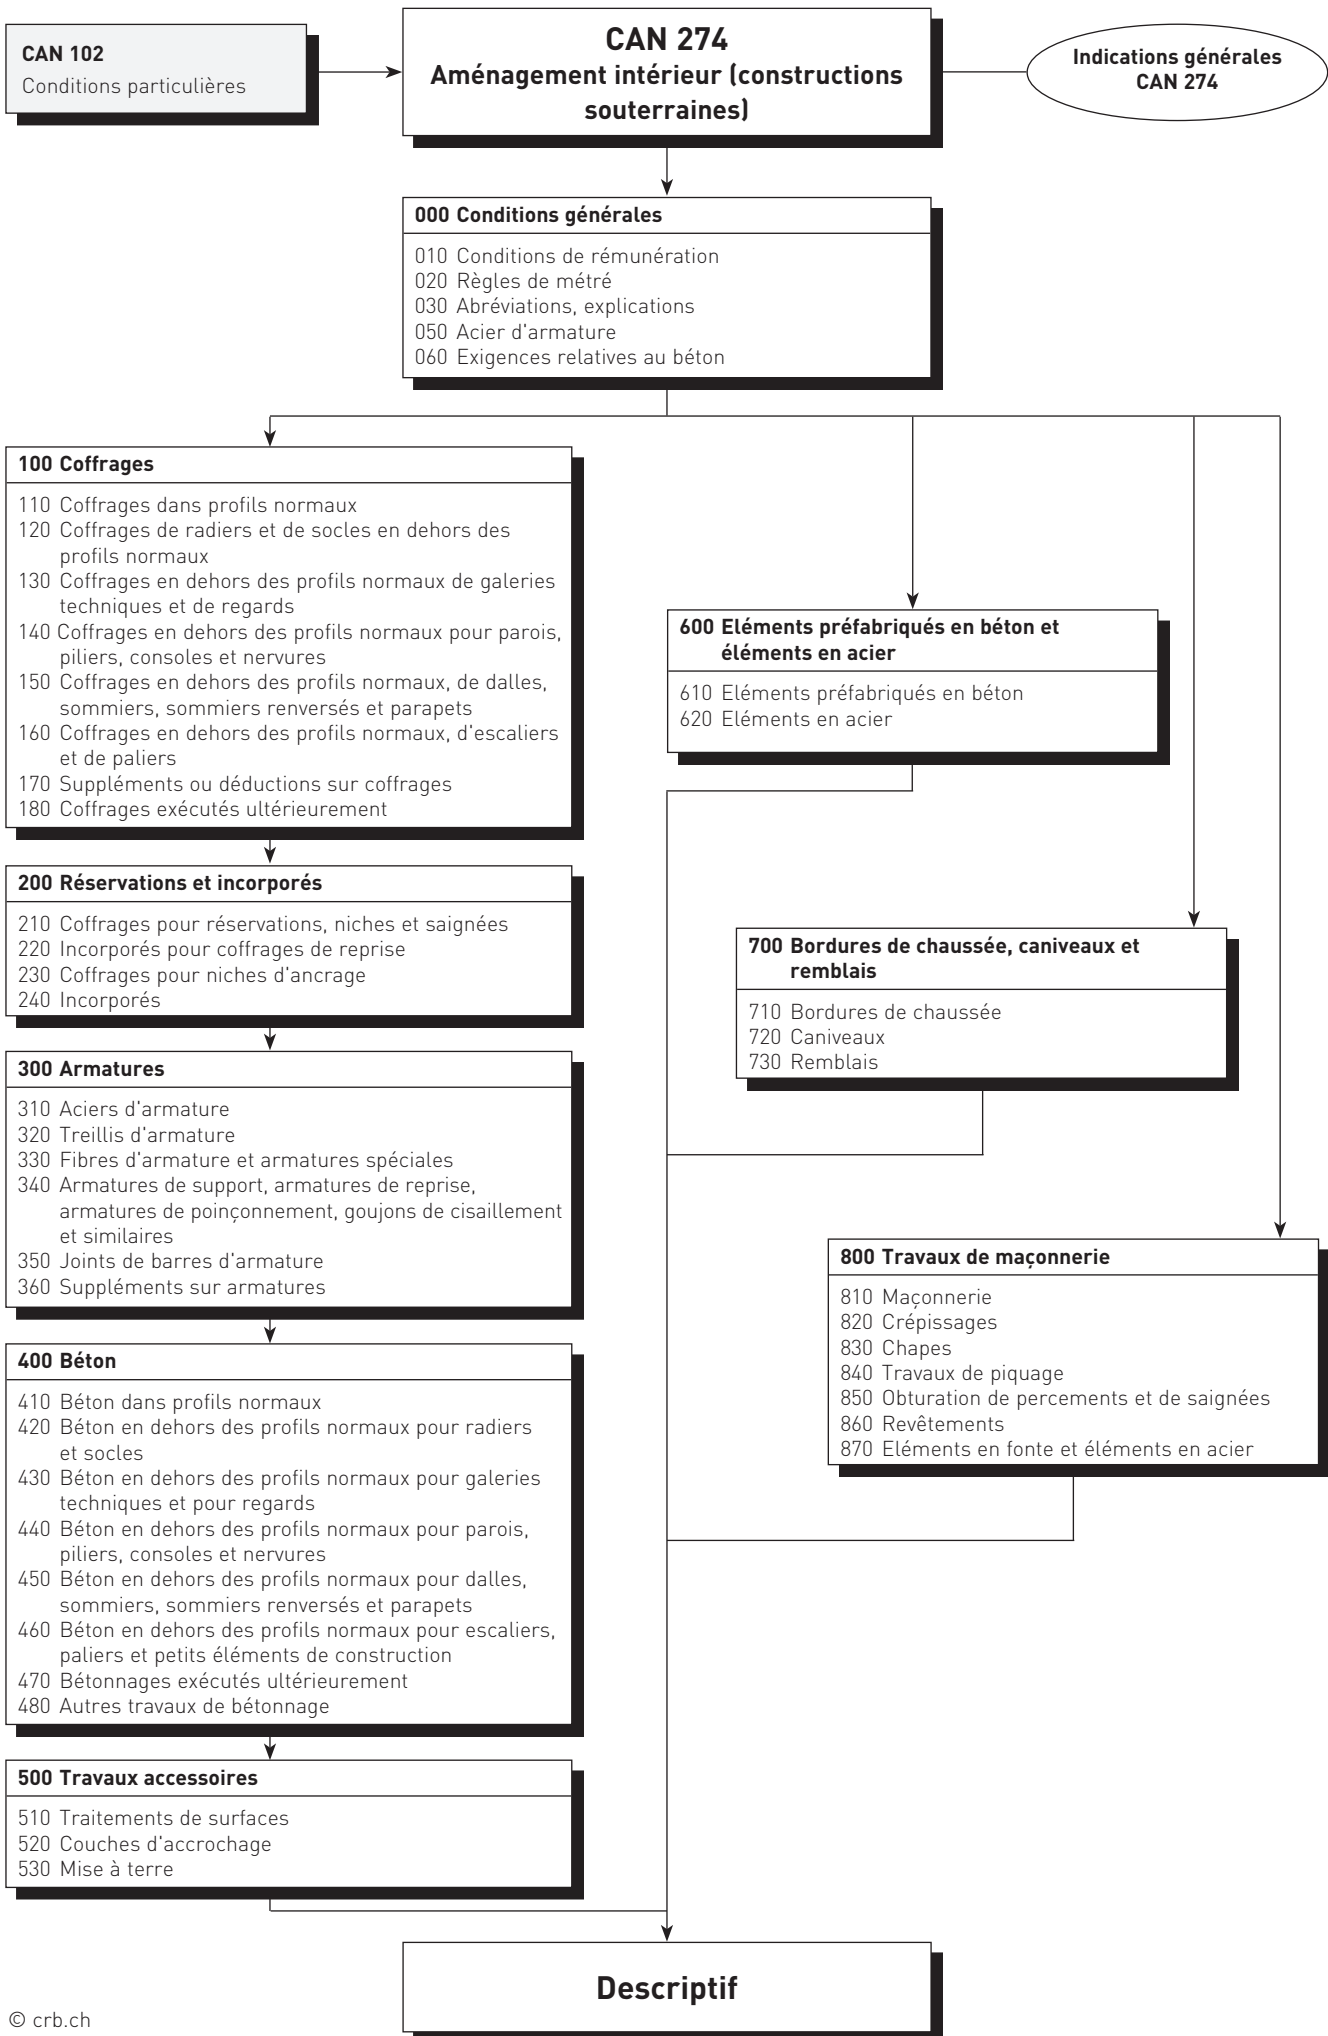 CAN 102
Conditions particulières
CAN 274
Aménagement intérieur (constructions
souterraines)
Indications générales
CAN 274
000 Conditions générales
010 Conditions de rémunération
020 Règles de métré
030 Abréviations, explications
050 Acier d'armature
060 Exigences relatives au béton
100 Coffrages
110 Coffrages dans profils normaux
120 Coffrages de radiers et de socles en dehors des
profils normaux
130 Coffrages en dehors des profils normaux de galeries
techniques et de regards
140 Coffrages en dehors des profils normaux pour parois,
piliers, consoles et nervures
150 Coffrages en dehors des profils normaux, de dalles,
sommiers, sommiers renversés et parapets
160 Coffrages en dehors des profils normaux, d'escaliers
et de paliers
170 Suppléments ou déductions sur coffrages
180 Coffrages exécutés ultérieurement
200 Réservations et incorporés
210 Coffrages pour réservations, niches et saignées
220 Incorporés pour coffrages de reprise
230 Coffrages pour niches d'ancrage
240 Incorporés
300 Armatures
310 Aciers d'armature
320 Treillis d'armature
330 Fibres d'armature et armatures spéciales
340 Armatures de support, armatures de reprise,
armatures de poinçonnement, goujons de cisaillement
et similaires
350 Joints de barres d'armature
360 Suppléments sur armatures
400 Béton
410 Béton dans profils normaux
420 Béton en dehors des profils normaux pour radiers
et socles
430 Béton en dehors des profils normaux pour galeries
techniques et pour regards
440 Béton en dehors des profils normaux pour parois,
piliers, consoles et nervures
450 Béton en dehors des profils normaux pour dalles,
sommiers, sommiers renversés et parapets
460 Béton en dehors des profils normaux pour escaliers,
paliers et petits éléments de construction
470 Bétonnages exécutés ultérieurement
480 Autres travaux de bétonnage
500 Travaux accessoires
510 Traitements de surfaces
520 Couches d'accrochage
530 Mise à terre
600 Eléments préfabriqués en béton et
éléments en acier
610 Eléments préfabriqués en béton
620 Eléments en acier
700 Bordures de chaussée, caniveaux et
remblais
710 Bordures de chaussée
720 Caniveaux
730 Remblais
800 Travaux de maçonnerie
810 Maçonnerie
820 Crépissages
830 Chapes
840 Travaux de piquage
850 Obturation de percements et de saignées
860 Revêtements
870 Eléments en fonte et éléments en acier
Descriptif
© crb.ch